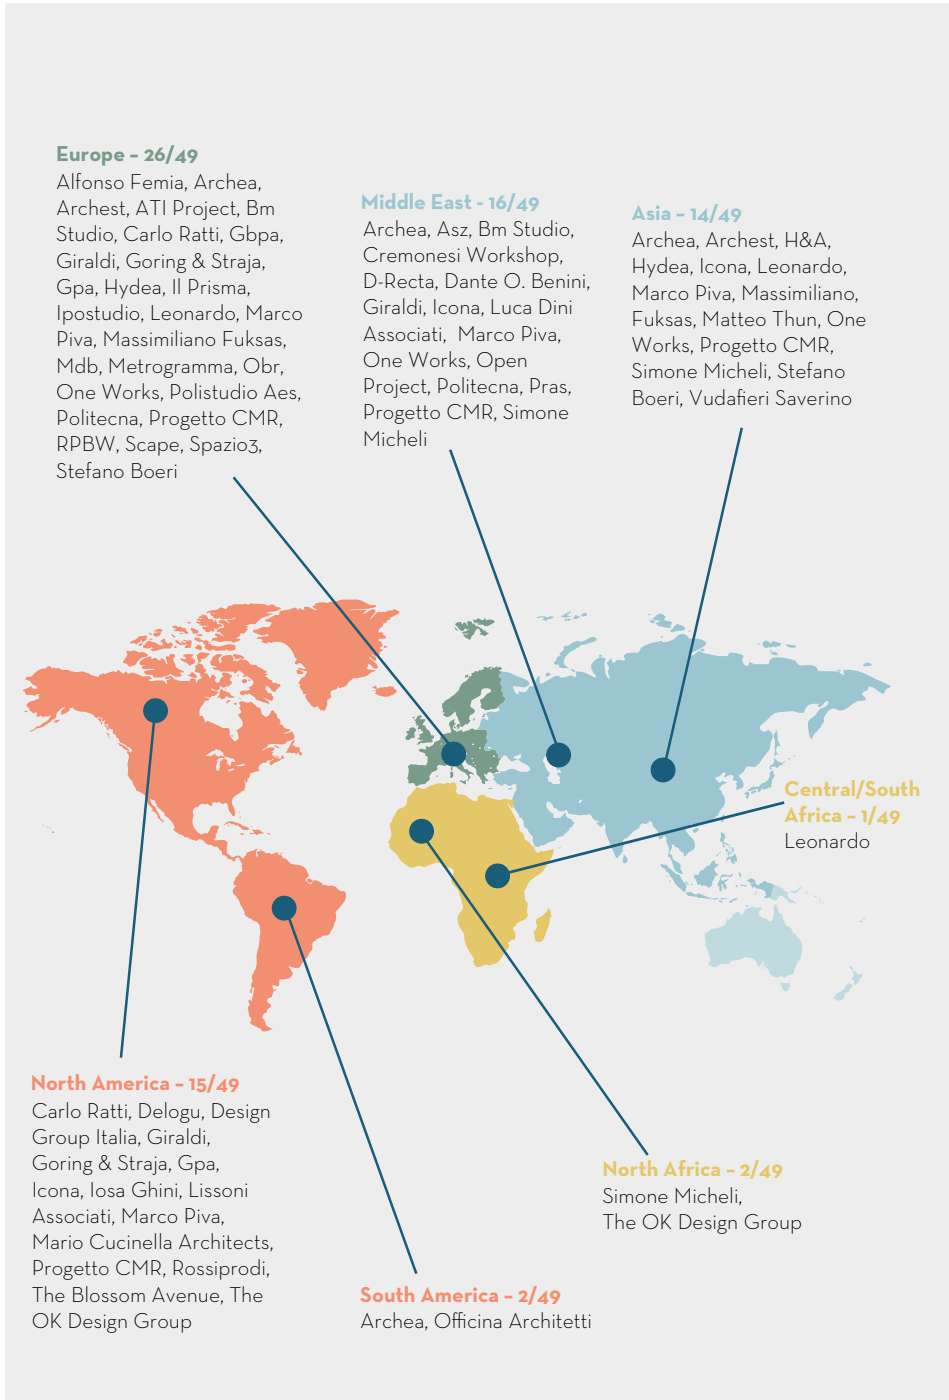 Europe – 26/49
Alfonso Femia, Archea,
Archest, ATI Project, Bm
Studio, Carlo Ratti, Gbpa,
Giraldi, Goring & Straja,
Gpa, Hydea, Il Prisma,
Ipostudio, Leonardo, Marco
Piva, Massimiliano Fuksas,
Mdb, Metrogramma, Obr,
One Works, Polistudio Aes,
Politecna, Progetto CMR,
RPBW, Scape, Spazio3,
Stefano Boeri
Middle East - 16/49
Archea, Asz, Bm Studio,
Cremonesi Workshop,
D-Recta, Dante O. Benini,
Giraldi, Icona, Luca Dini
Associati, Marco Piva,
One Works, Open
Project, Politecna, Pras,
Progetto CMR, Simone
Micheli
Asia – 14/49
Archea, Archest, H&A,
Hydea, Icona, Leonardo,
Marco Piva, Massimiliano,
Fuksas, Matteo Thun, One
Works, Progetto CMR,
Simone Micheli, Stefano
Boeri, Vudafieri Saverino
Central/South
Africa – 1/49
Leonardo
North America – 15/49
Carlo Ratti, Delogu, Design
Group Italia, Giraldi,
Goring & Straja, Gpa,
Icona, Iosa Ghini, Lissoni
Associati, Marco Piva,
Mario Cucinella Architects,
Progetto CMR, Rossiprodi,
The Blossom Avenue, The
OK Design Group
North Africa – 2/49
Simone Micheli,
The OK Design Group
South America – 2/49
Archea, Officina Architetti